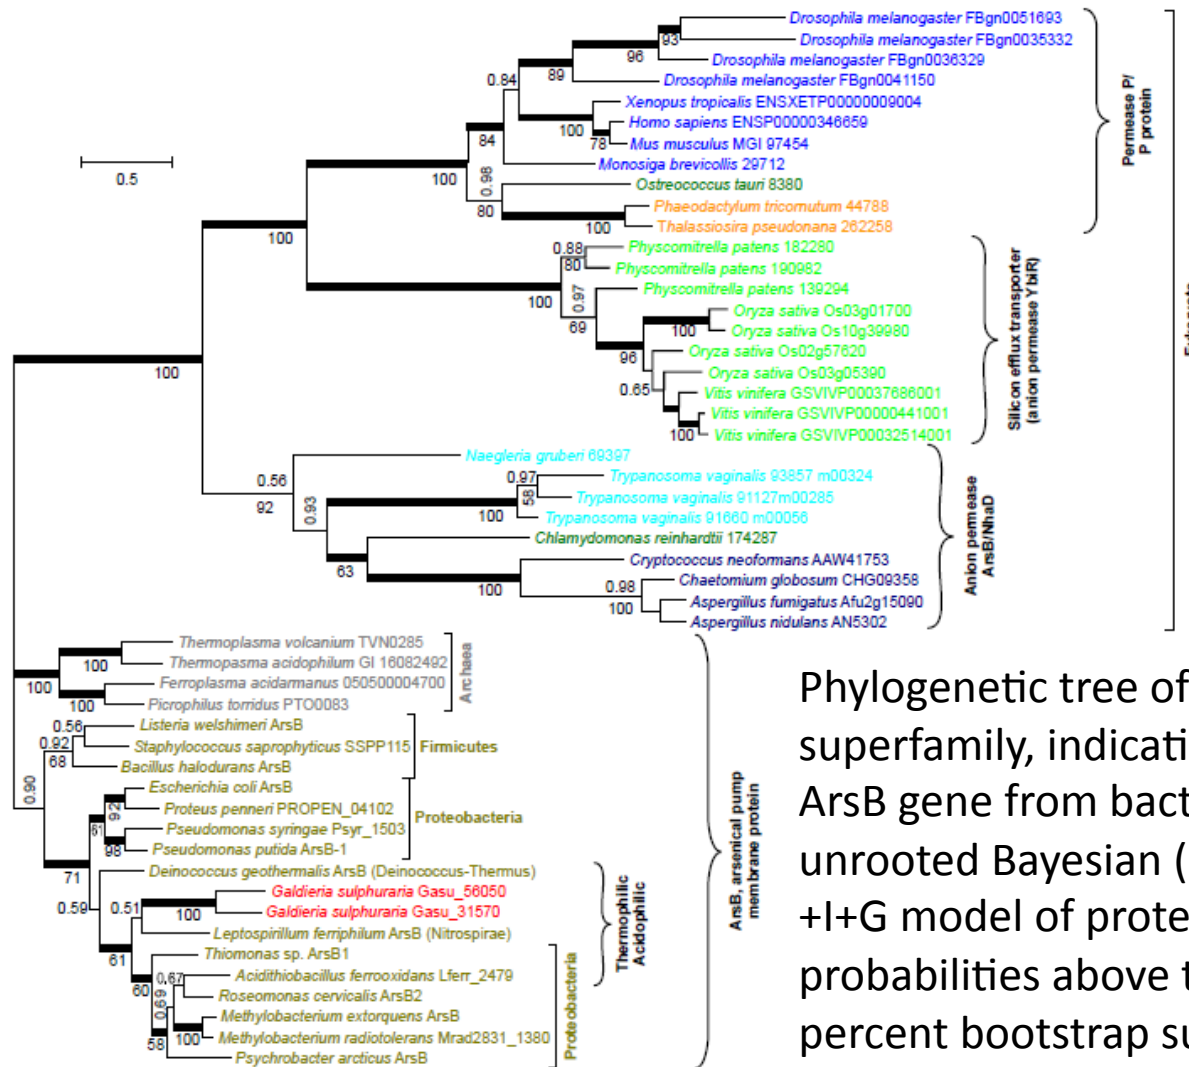 Drosophila melanogaster FBgn0051693
93
Drosophila melanogaster FBgn0035332
96
Drosophila melanogaster FBgn0036329
0.84
89
Drosophila melanogaster FBgn0041150
Xenopus tropicalis ENSXETP00000009004
100
Homo sapiens ENSP00000346659
84
78
Mus musculus MGI 97454
Monosiga brevicollis 29712
0.5
100
0.98
Ostreococcus tauri 8380
80
Phaeodactylum tricornutum 44788
100
Thalassiosira pseudonana 262258
Permease P/
P protein
100
0.88
Physcomitrella patens 182280
80
Physcomitrella patens 190982
100
0.97
Physcomitrella patens 139294
69
Oryza sativa Os03g01700
100
Oryza sativa Os10g39980
96
Oryza sativa Os02g57620
Oryza sativa Os03g05390
0.65
Vitis vinifera GSVIVP00037686001
Vitis vinifera GSVIVP00000441001
100
Vitis vinifera GSVIVP00032514001
Silicon efflux transporter
(anion permease YbiR)
100
Naegleria gruberi 69397
0.56
92
0.97
Trypanosoma vaginalis 93857 m00324
58
Trypanosoma vaginalis 91127m00285
0.93
100
Trypanosoma vaginalis 91660 m00056
Chlamydomonas reinhardtii 174287
63
Cryptococcus neoformans AAW41753
100
0.98
Chaetomium globosum CHG09358
100
Aspergillus fumigatus Afu2g15090
Aspergillus nidulans AN5302
Anion permease
ArsB/NhaD
Thermoplasma volcanium TVN0285
100
Thermopasma acidophilum GI 16082492
100
Ferroplasma acidarmanus 050500004700
100
Picrophilus torridus PTO0083
Archaea
0.56
Listeria welshimeri ArsB
0.92
Staphylococcus saprophyticus SSPP115
68
Bacillus halodurans ArsB
Firmicutes
0.90
Escherichia coli ArsB
92
Proteus penneri PROPEN_04102
61
Pseudomonas syringae Psyr_1503
98
Pseudomonas putida ArsB-1
Proteobacteria
71
Deinococcus geothermalis ArsB (Deinococcus-Thermus)
0.59
Galdieria sulphuraria Gasu_56050
0.51
100
Galdieria sulphuraria Gasu_31570
Leptospirillum ferriphilum ArsB (Nitrospirae)
61
Thermophilic
Acidophilic
Thiomonas sp. ArsB1
60
0.67
Acidithiobacillus ferrooxidans Lferr_2479
0.69
Roseomonas cervicalis ArsB2
Methylobacterium extorquens ArsB
100
Methylobacterium radiotolerans Mrad2831_1380
58
Psychrobacter arcticus ArsB
Proteobacteria
ArsB, arsenical pump
membrane protein
Phylogenetic tree of
superfamily, indicati
ArsB gene from bact
unrooted Bayesian (
+I+G model of prote
probabilities above t
percent bootstrap su